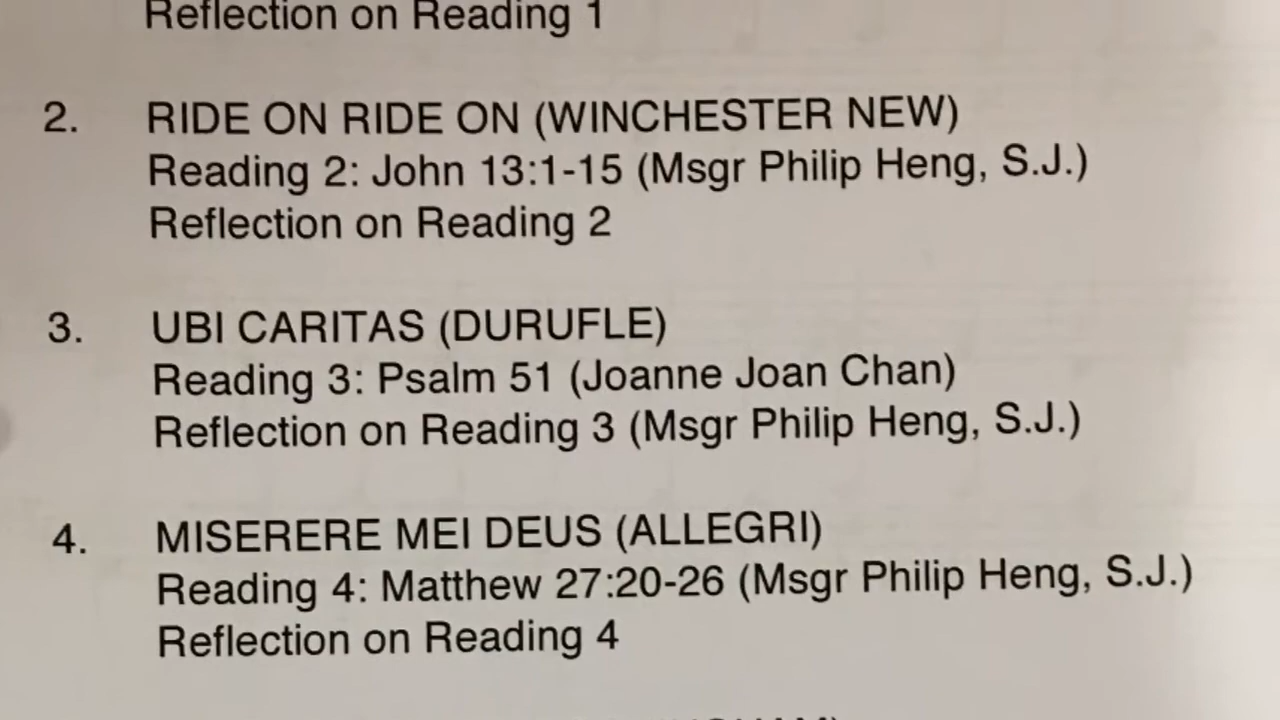 Reflection on Reading 1
2. RIDE ON RIDE ON (WINCHESTER NEW)
Reading 2: John 13:1-15 (Msgr Philip Heng, S.J.)
Reflection on Reading 2
3. UBI CARITAS (DURUFLE)
Reading 3: Psalm 51 (Joanne Joan Chan)
Reflection on Reading 3 (Msgr Philip Heng, S.J.)
4. MISERERE MEI DEUS (ALLEGRI)
Reading 4: Matthew 27:20-26 (Msgr Philip Heng, S.J.)
Reflection on Reading 4